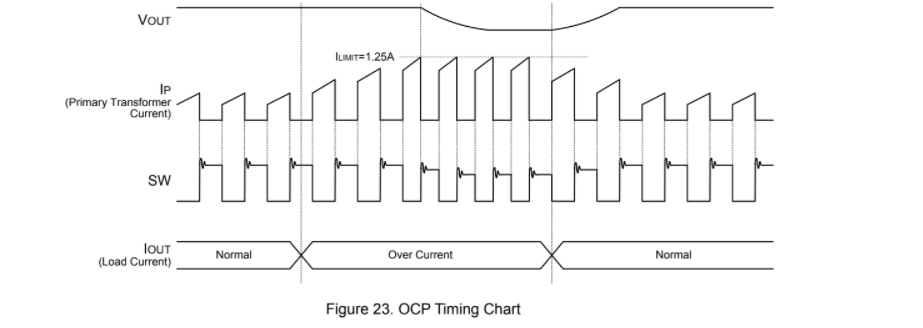 VOUT
ILIMIT=1.25A
IP
(Primary Transformer
Current)
SW
IOUT
(Load Current)
Normal
Over Current
Normal
Figure 23. OCP Timing Chart